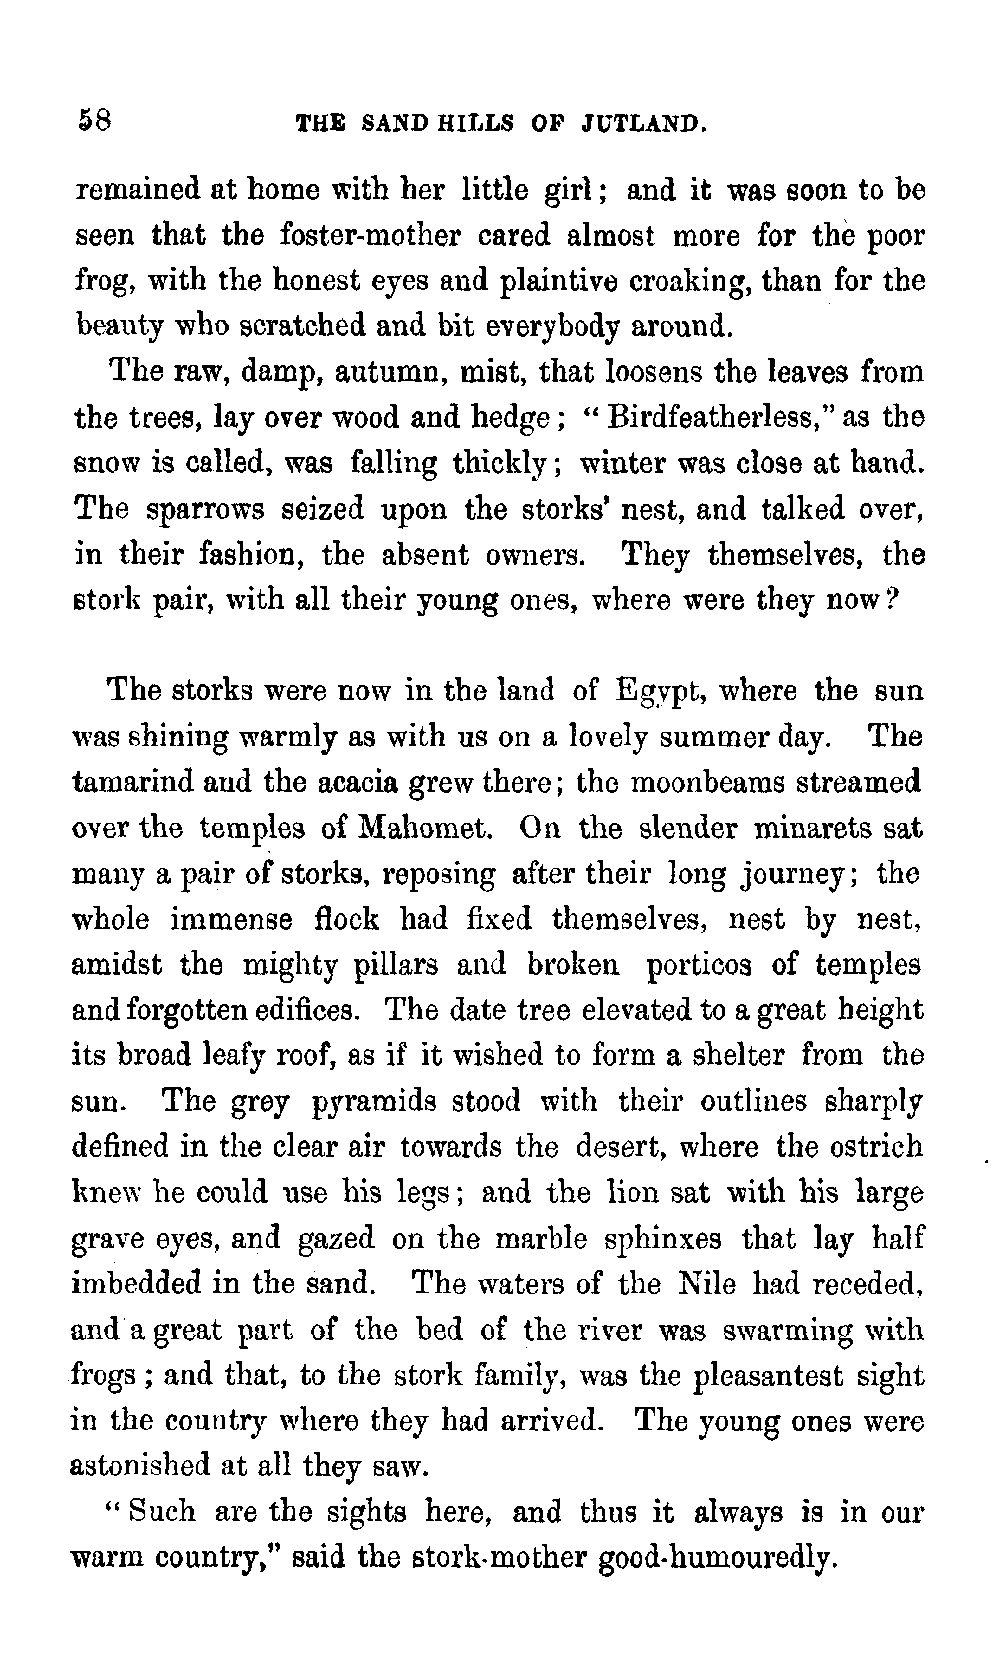 58 THE SAND HILLS OF JUTLAND.
remained at home with her little girl; and it was soon to be
seen that the foster-mother cared almost more for the poor
frog, with the honest eyes and plaintive croaking, than for the
beauty who scratched and bit everybody around.
The raw, damp, autumn, mist, that loosens the leaves from
the trees, lay over wood and hedge; “Birdfeatherless,” as the
snow is called, was falling thickly; winter was close at hand.
The sparrows seized upon the storks' nest, and talked over,
in their fashion, the absent owners. They themselves, the
stork pair, with all their young ones, where were they now?
The storks were now in the land of Egypt, where the sun
was shining warmly as with us on a lovely summer day. The
tamarind and the acacia grew there; the moonbeams streamed
over the temples of Mahomet. On the slender minarets sat
many a pair of storks, reposing after their long journey; the
whole immense flock had fixed themselves, nest by nest,
amidst the mighty pillars and broken porticos of temples
and forgotten edifices. The date tree elevated to a great height
its broad leafy roof, as if it wished to form a shelter from the
sun. The grey pyramids stood with their outlines sharply
defined in the clear air towards the desert, where the ostrich
knew he could use his legs; and the lion sat with his large
grave eyes, and gazed on the marble sphinxes that lay half
imbedded in the sand. The waters of the Nile had receded,
and a great part of the bed of the river was swarming with
frogs; and that, to the stork family, was the pleasantest sight
in the country where they had arrived. The young ones were
astonished at all they saw.
“Such are the sights here, and thus it always is in our
warm country,” said the stork-mother good-humouredly.